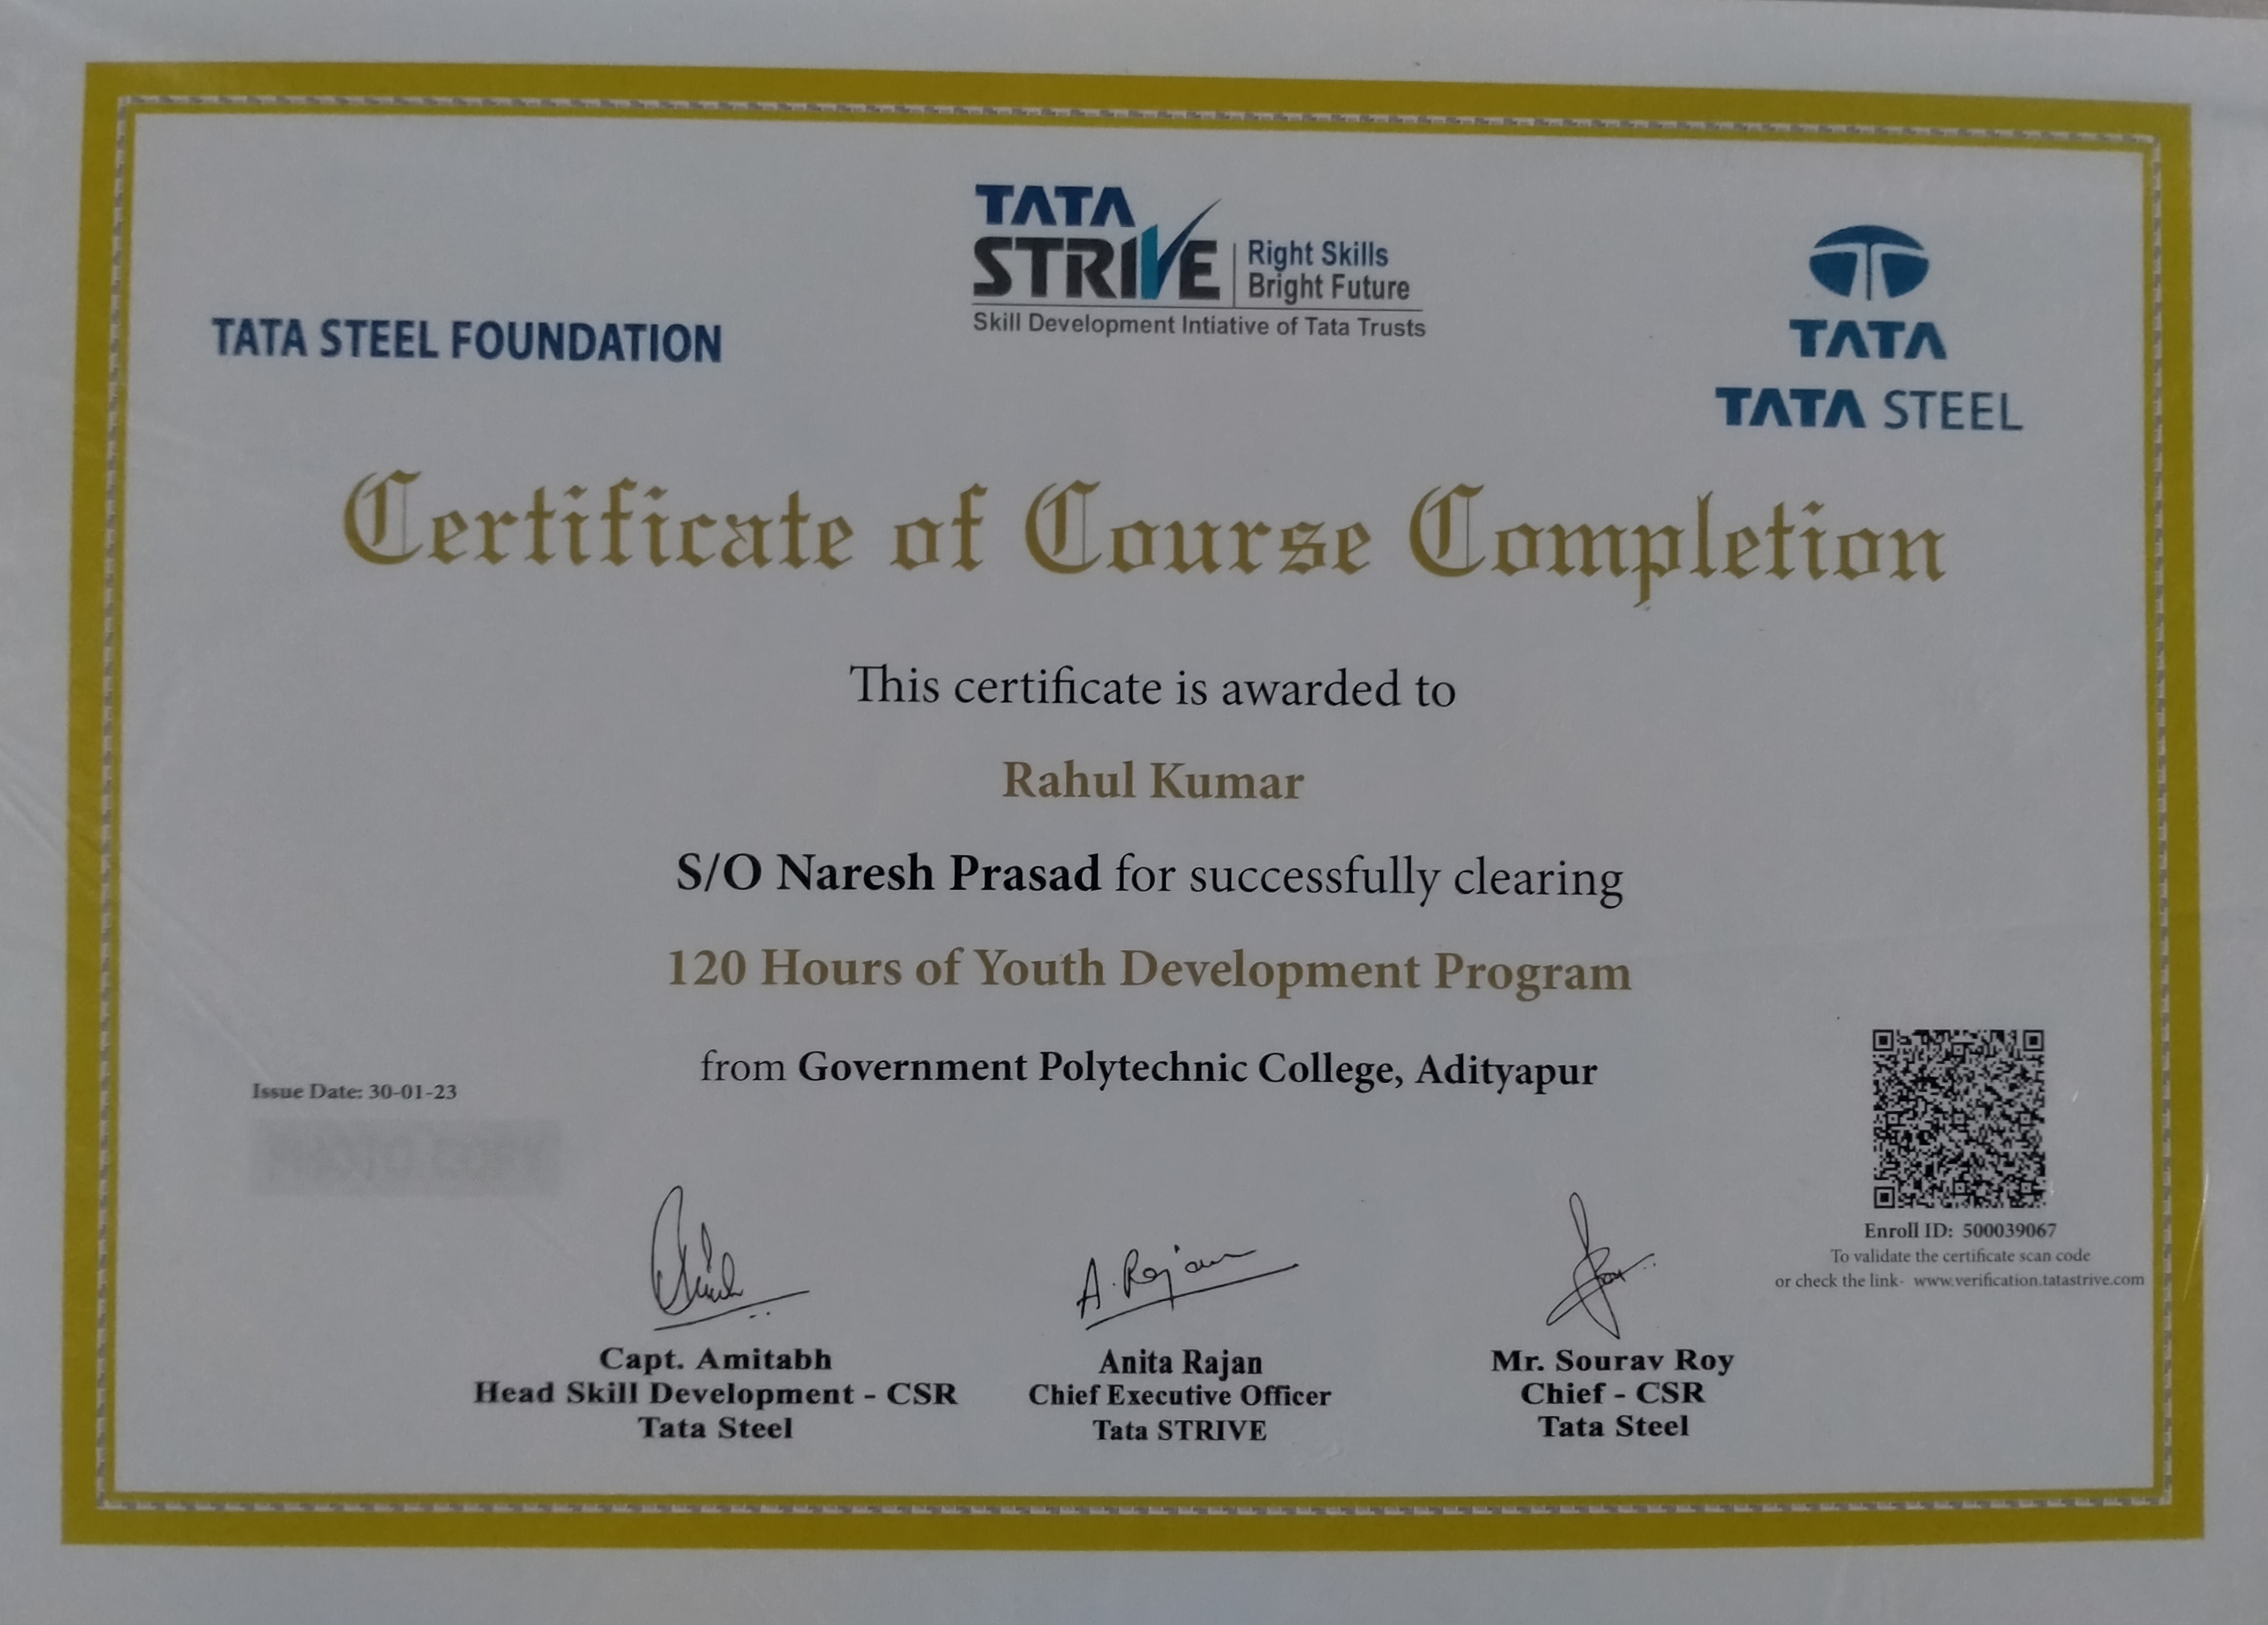 TATA STEEL FOUNDATION
TATA
STRIVE
Right Skills
Bright Future
Skill Development Intiative of Tata Trusts
TATA
TATA STEEL
Certificate of Course Completion
This certificate is awarded to
Rahul Kumar
S/O Naresh Prasad for successfully clearing
120 Hours of Youth Development Program
from Government Polytechnic College, Adityapur
Issue Date: 30-01-23
Enroll ID: 500039067
To validate the certificate scan code
or check the link- www.verification.tatastrive.com
A. Rajan
Capt. Amitabh
Head Skill Development - CSR
Tata Steel
Anita Rajan
Chief Executive Officer
Tata STRIVE
Mr. Sourav Roy
Chief - CSR
Tata Steel